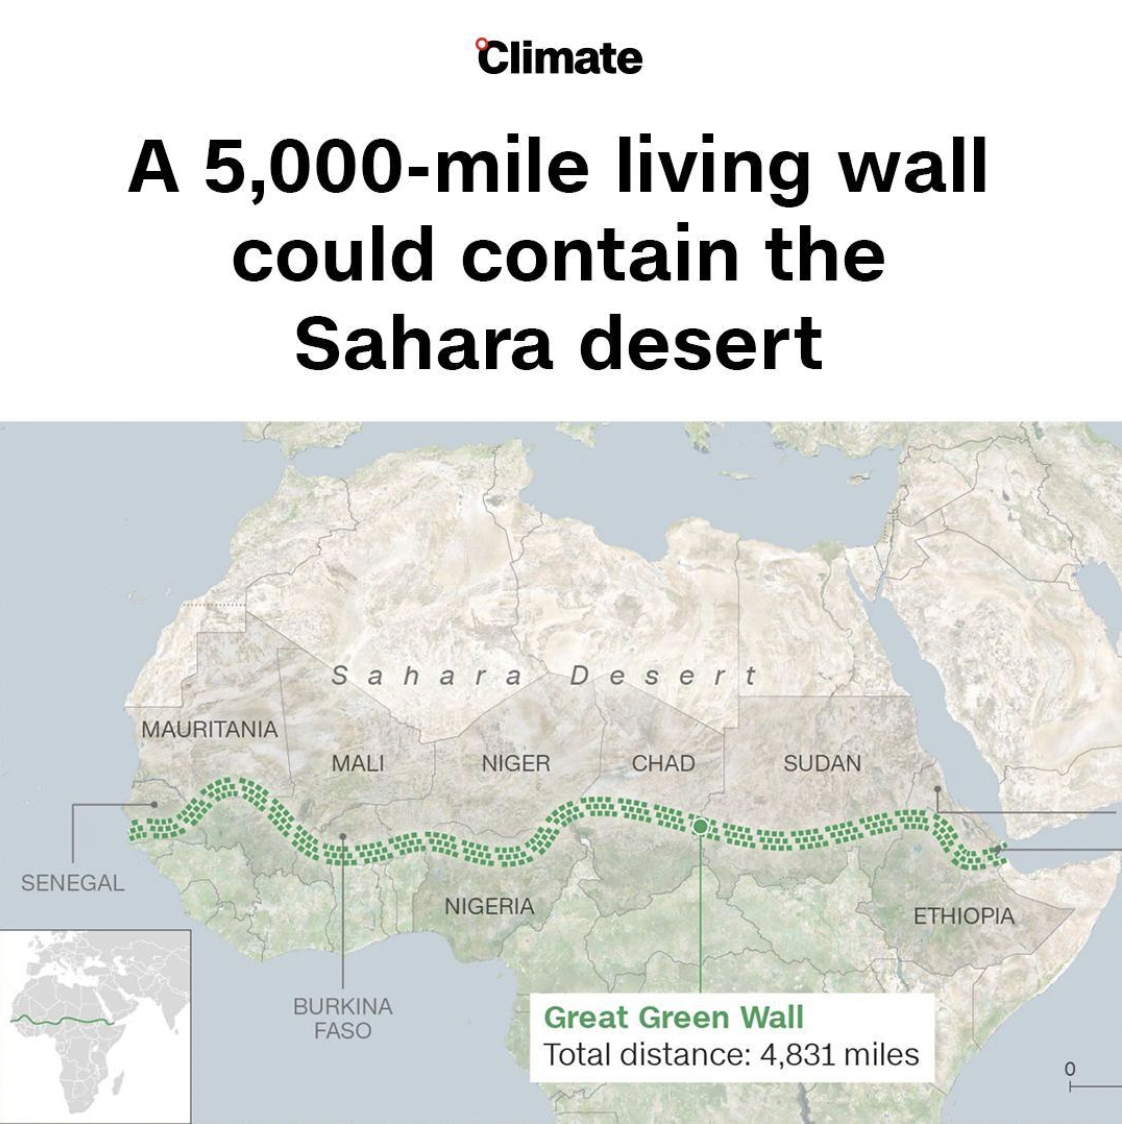 Climate
A 5,000-mile living wall
could contain the
Sahara desert
Sahara Desert
MAURITANIA
MALI
NIGER
CHAD
SUDAN
SENEGAL
NIGERIA
ETHIOPIA
BURKINA
FASO
Great Green Wall
Total distance: 4,831 miles
0